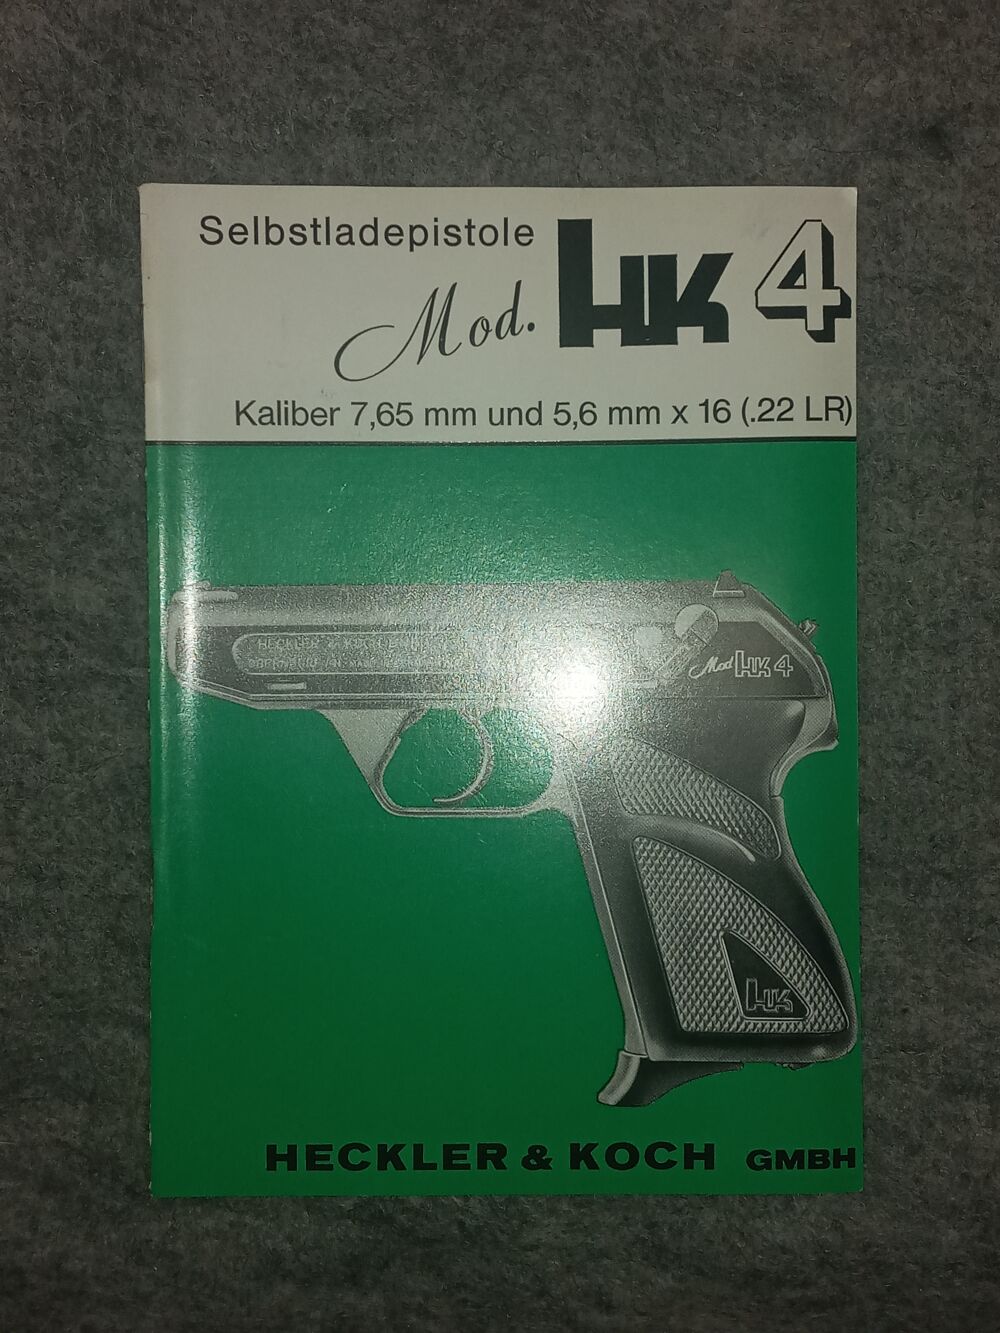 Selbstladepistole
Mod. HK 4
Kaliber 7,65 mm und 5,6 mm x 16 (.22 LR)
HECKLER
Mod HK 4
HK
HECKLER & KOCH GMBH